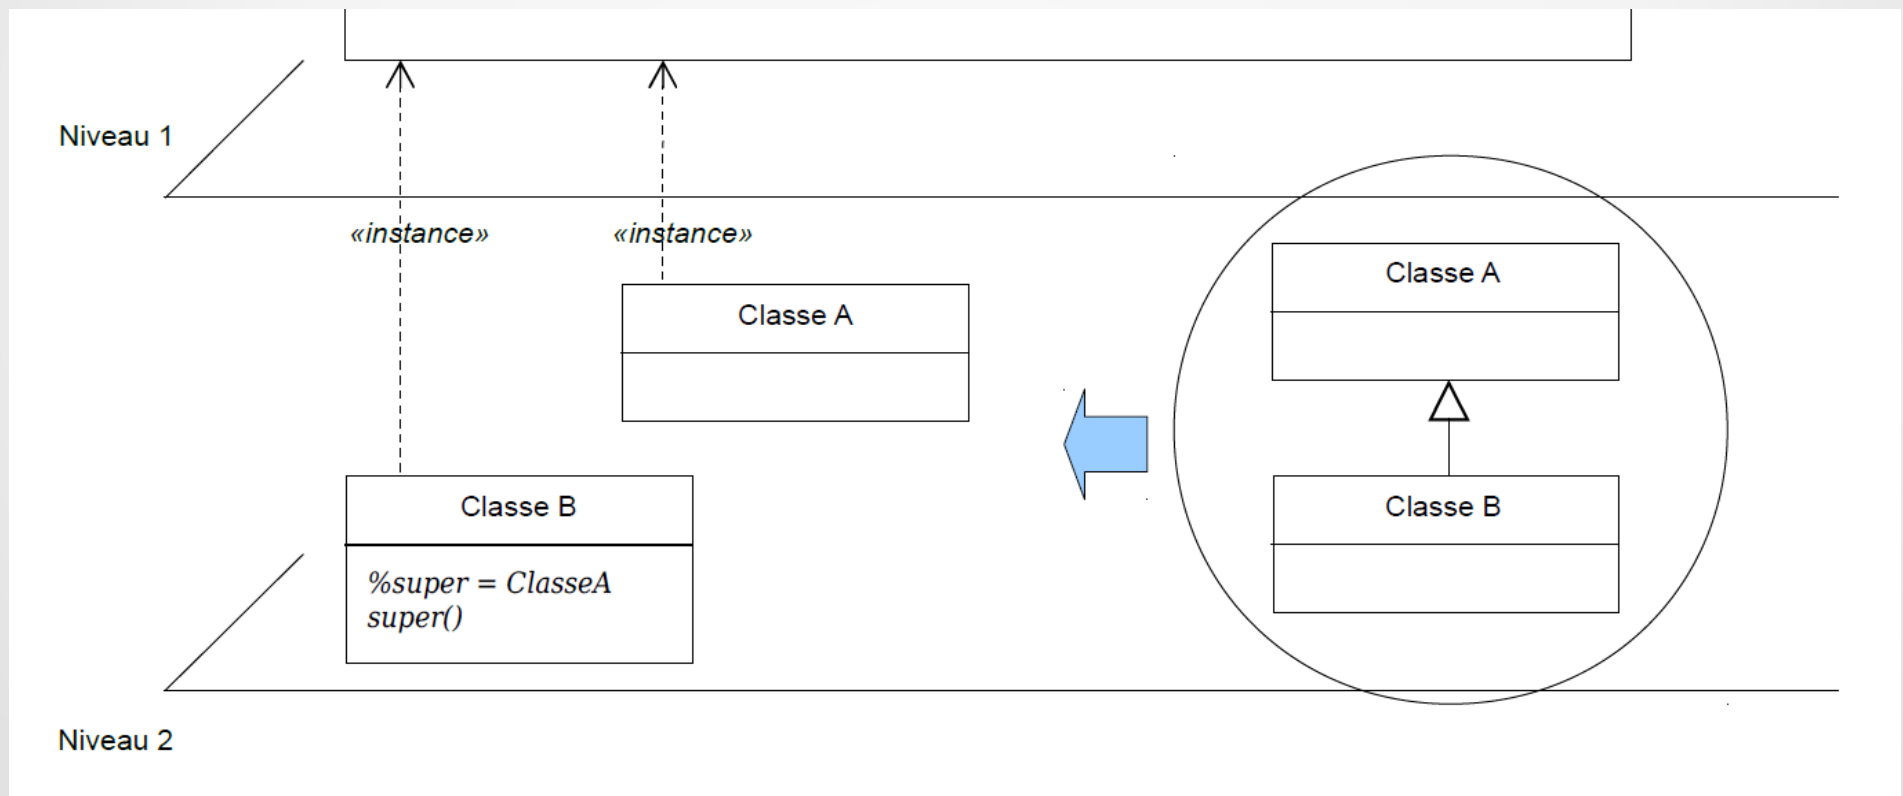 Niveau 1
«instance»
«instance»
Classe A
Classe A
Classe B
%super = ClasseA
super()
Classe B
Niveau 2